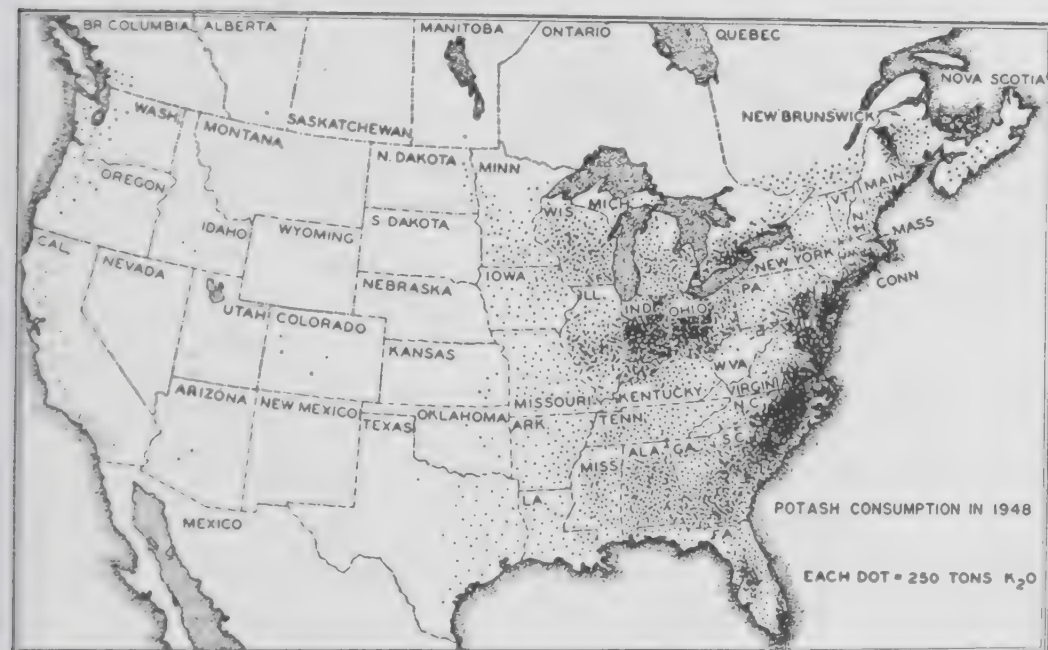 BR. COLUMBIA
ALBERTA
MANITOBA
ONTARIO
QUEBEC
NOVA SCOTIA
NEW BRUNSWICK
WASH.
MONTANA
SASKATCHEWAN
N. DAKOTA
MINN
MAIN
OREGON
VT
N.H.
IDAHO
WYOMING
S DAKOTA
WIS
MICH
MASS
CAL.
NEVADA
NEBRASKA
IOWA
NEW YORK
CONN
PA.
ILL.
IND
OHIO
UTAH
COLORADO
KANSAS
MISSOURI
KENTUCKY
W.VA
VIRGINIA
ARIZONA
NEW MEXICO
TEXAS
OKLAHOMA
ARK.
TENN.
N.C.
S.C.
MISS
ALA.
GA.
LA.
MEXICO
POTASH CONSUMPTION IN 1948
EACH DOT = 250 TONS K₂O